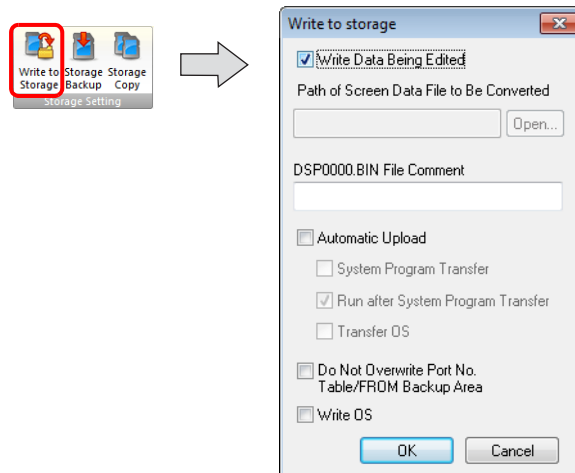 Write to Storage Storage
Storage Backup Copy
Storage Setting
Write to storage
Write Data Being Edited
Path of Screen Data File to Be Converted
Open...
DSP0000.BIN File Comment
Automatic Upload
System Program Transfer
Run after System Program Transfer
Transfer OS
Do Not Overwrite Port No.
Table/FROM Backup Area
Write OS
OK Cancel